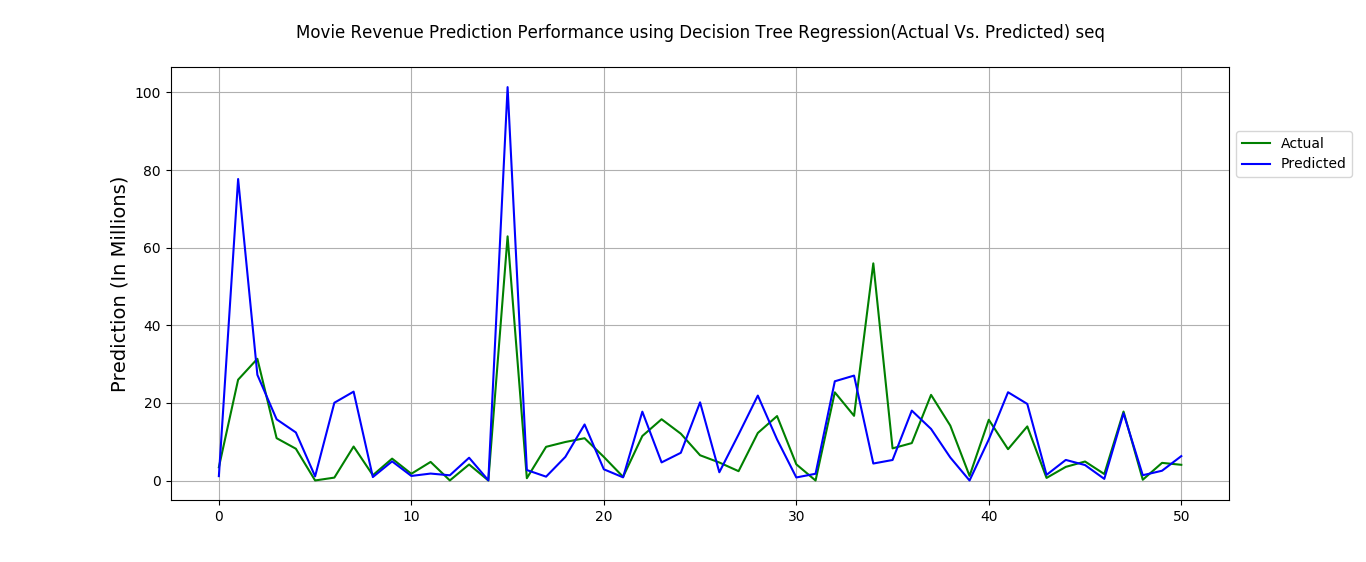 Movie Revenue Prediction Performance using Decision Tree Regression(Actual Vs. Predicted) seq
Prediction (In Millions)
100
80
60
40
20
0
0 10 20 30 40 50
Actual
Predicted